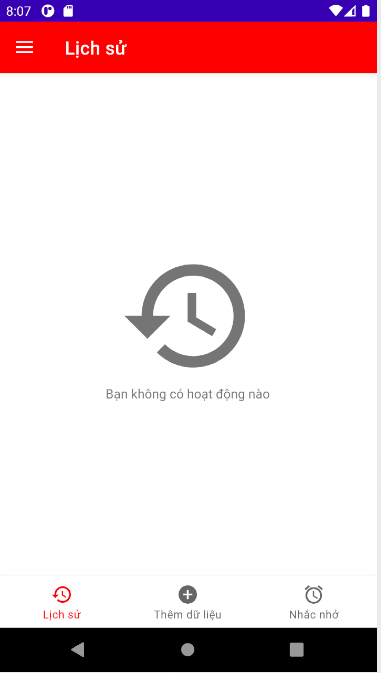 8:07
Lịch sử
Bạn không có hoạt động nào
Lịch sử
Thêm dữ liệu
Nhắc nhở